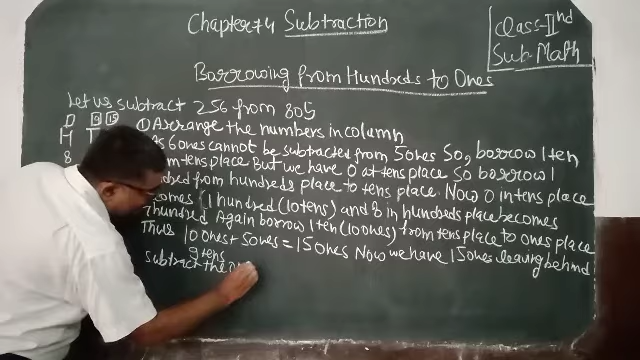 Chapter#4 Subtraction
Class-IInd
Sub-Math
Borrowing from Hundreds to Ones
Let us subtract 256 from 805
① Arrange the numbers in column
H T
As 6 ones cannot be subtracted from 5 ones So, borrow 1 ten
8
from tens place But we have 0 at tens place So borrow 1
from hundreds place to tens place. Now 0 in tens place
1 hundred (10 tens) and 8 in hundreds place becomes
7 hundred Again borrow 1 ten (10 ones) from tens place to ones place
Thus 10 ones + 5 ones = 15 ones Now we have 15 ones leaving behind
9 tens
subtract the